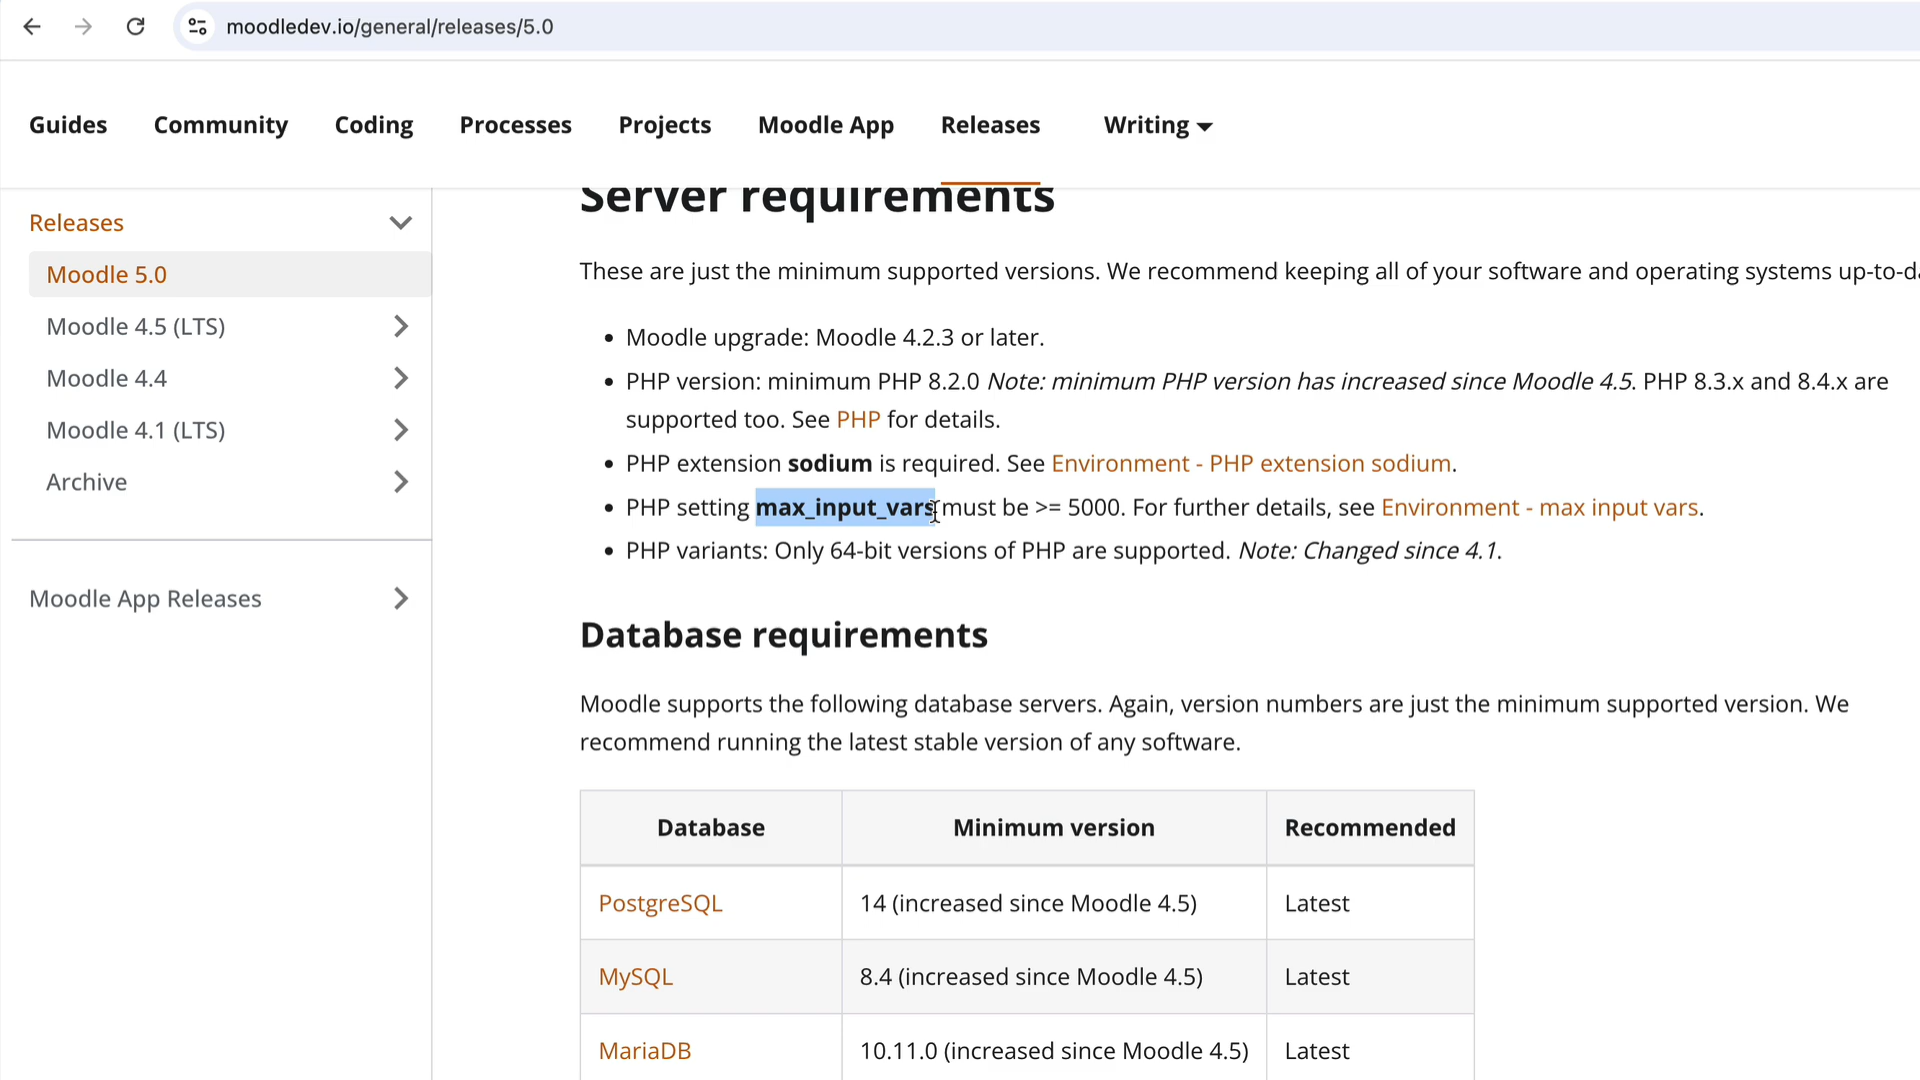 moodledev.io/general/releases/5.0
Guides Community Coding Processes Projects Moodle App Releases Writing
Releases
Moodle 5.0
Moodle 4.5 (LTS)
Moodle 4.4
Moodle 4.1 (LTS)
Archive
Moodle App Releases
Server requirements
These are just the minimum supported versions. We recommend keeping all of your software and operating systems
Moodle upgrade: Moodle 4.2.3 or later.
PHP version: minimum PHP 8.2.0 Note: minimum PHP version has increased since Moodle 4.5. PHP 8.3.x and 8.4.x are
supported too. See PHP for details.
PHP extension sodium is required. See Environment - PHP extension sodium.
PHP setting max_input_vars must be >= 5000. For further details, see Environment - max input vars.
PHP variants: Only 64-bit versions of PHP are supported. Note: Changed since 4.1.
Database requirements
Moodle supports the following database servers. Again, version numbers are just the minimum supported version. We
recommend running the latest stable version of any software.
Database Minimum version Recommended
PostgreSQL 14 (increased since Moodle 4.5) Latest
MySQL 8.4 (increased since Moodle 4.5) Latest
MariaDB 10.11.0 (increased since Moodle 4.5) Latest